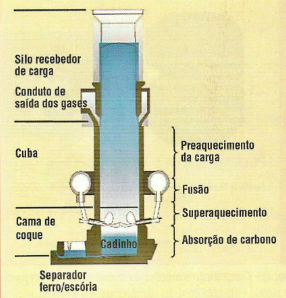 Silo recebedor
de carga
Conduto de
saída dos gases
Cuba
Preaquecimento
da carga
Fusão
Superaquecimento
Cama de
coque
Cadinho
Absorção de carbono
Separador
ferro/escória